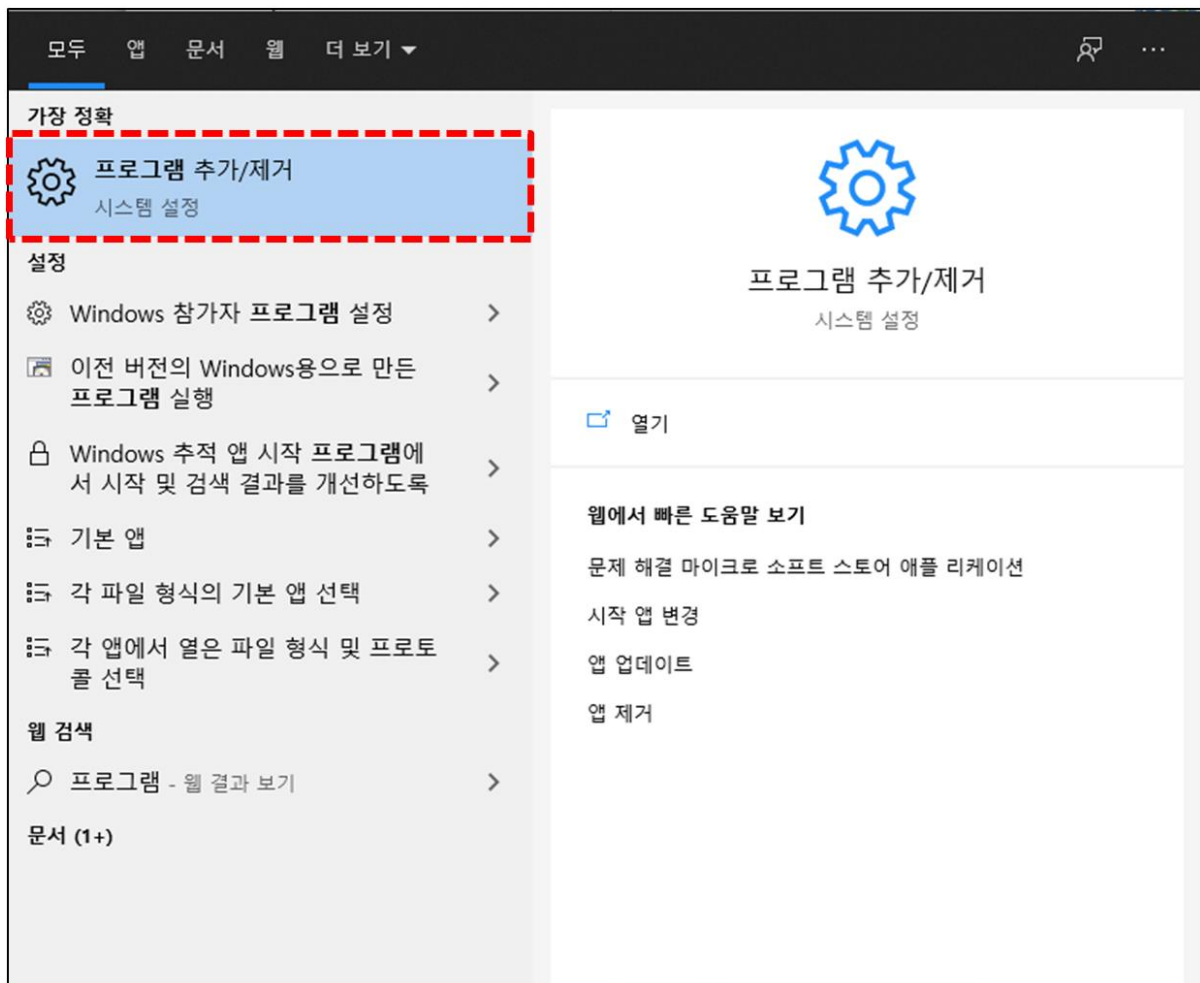 모두 앱 문서 웹 더 보기
가장 정확
프로그램 추가/제거
시스템 설정
설정
Windows 참가자 프로그램 설정
이전 버전의 Windows용으로 만든
프로그램 실행
Windows 추적 앱 시작 프로그램에
서 시작 및 검색 결과를 개선하도록
기본 앱
각 파일 형식의 기본 앱 선택
각 앱에서 열은 파일 형식 및 프로토
콜 선택
웹 검색
프로그램 - 웹 결과 보기
문서 (1+)
프로그램 추가/제거
시스템 설정
열기
웹에서 빠른 도움말 보기
문제 해결 마이크로 소프트 스토어 애플 리케이션
시작 앱 변경
앱 업데이트
앱 제거